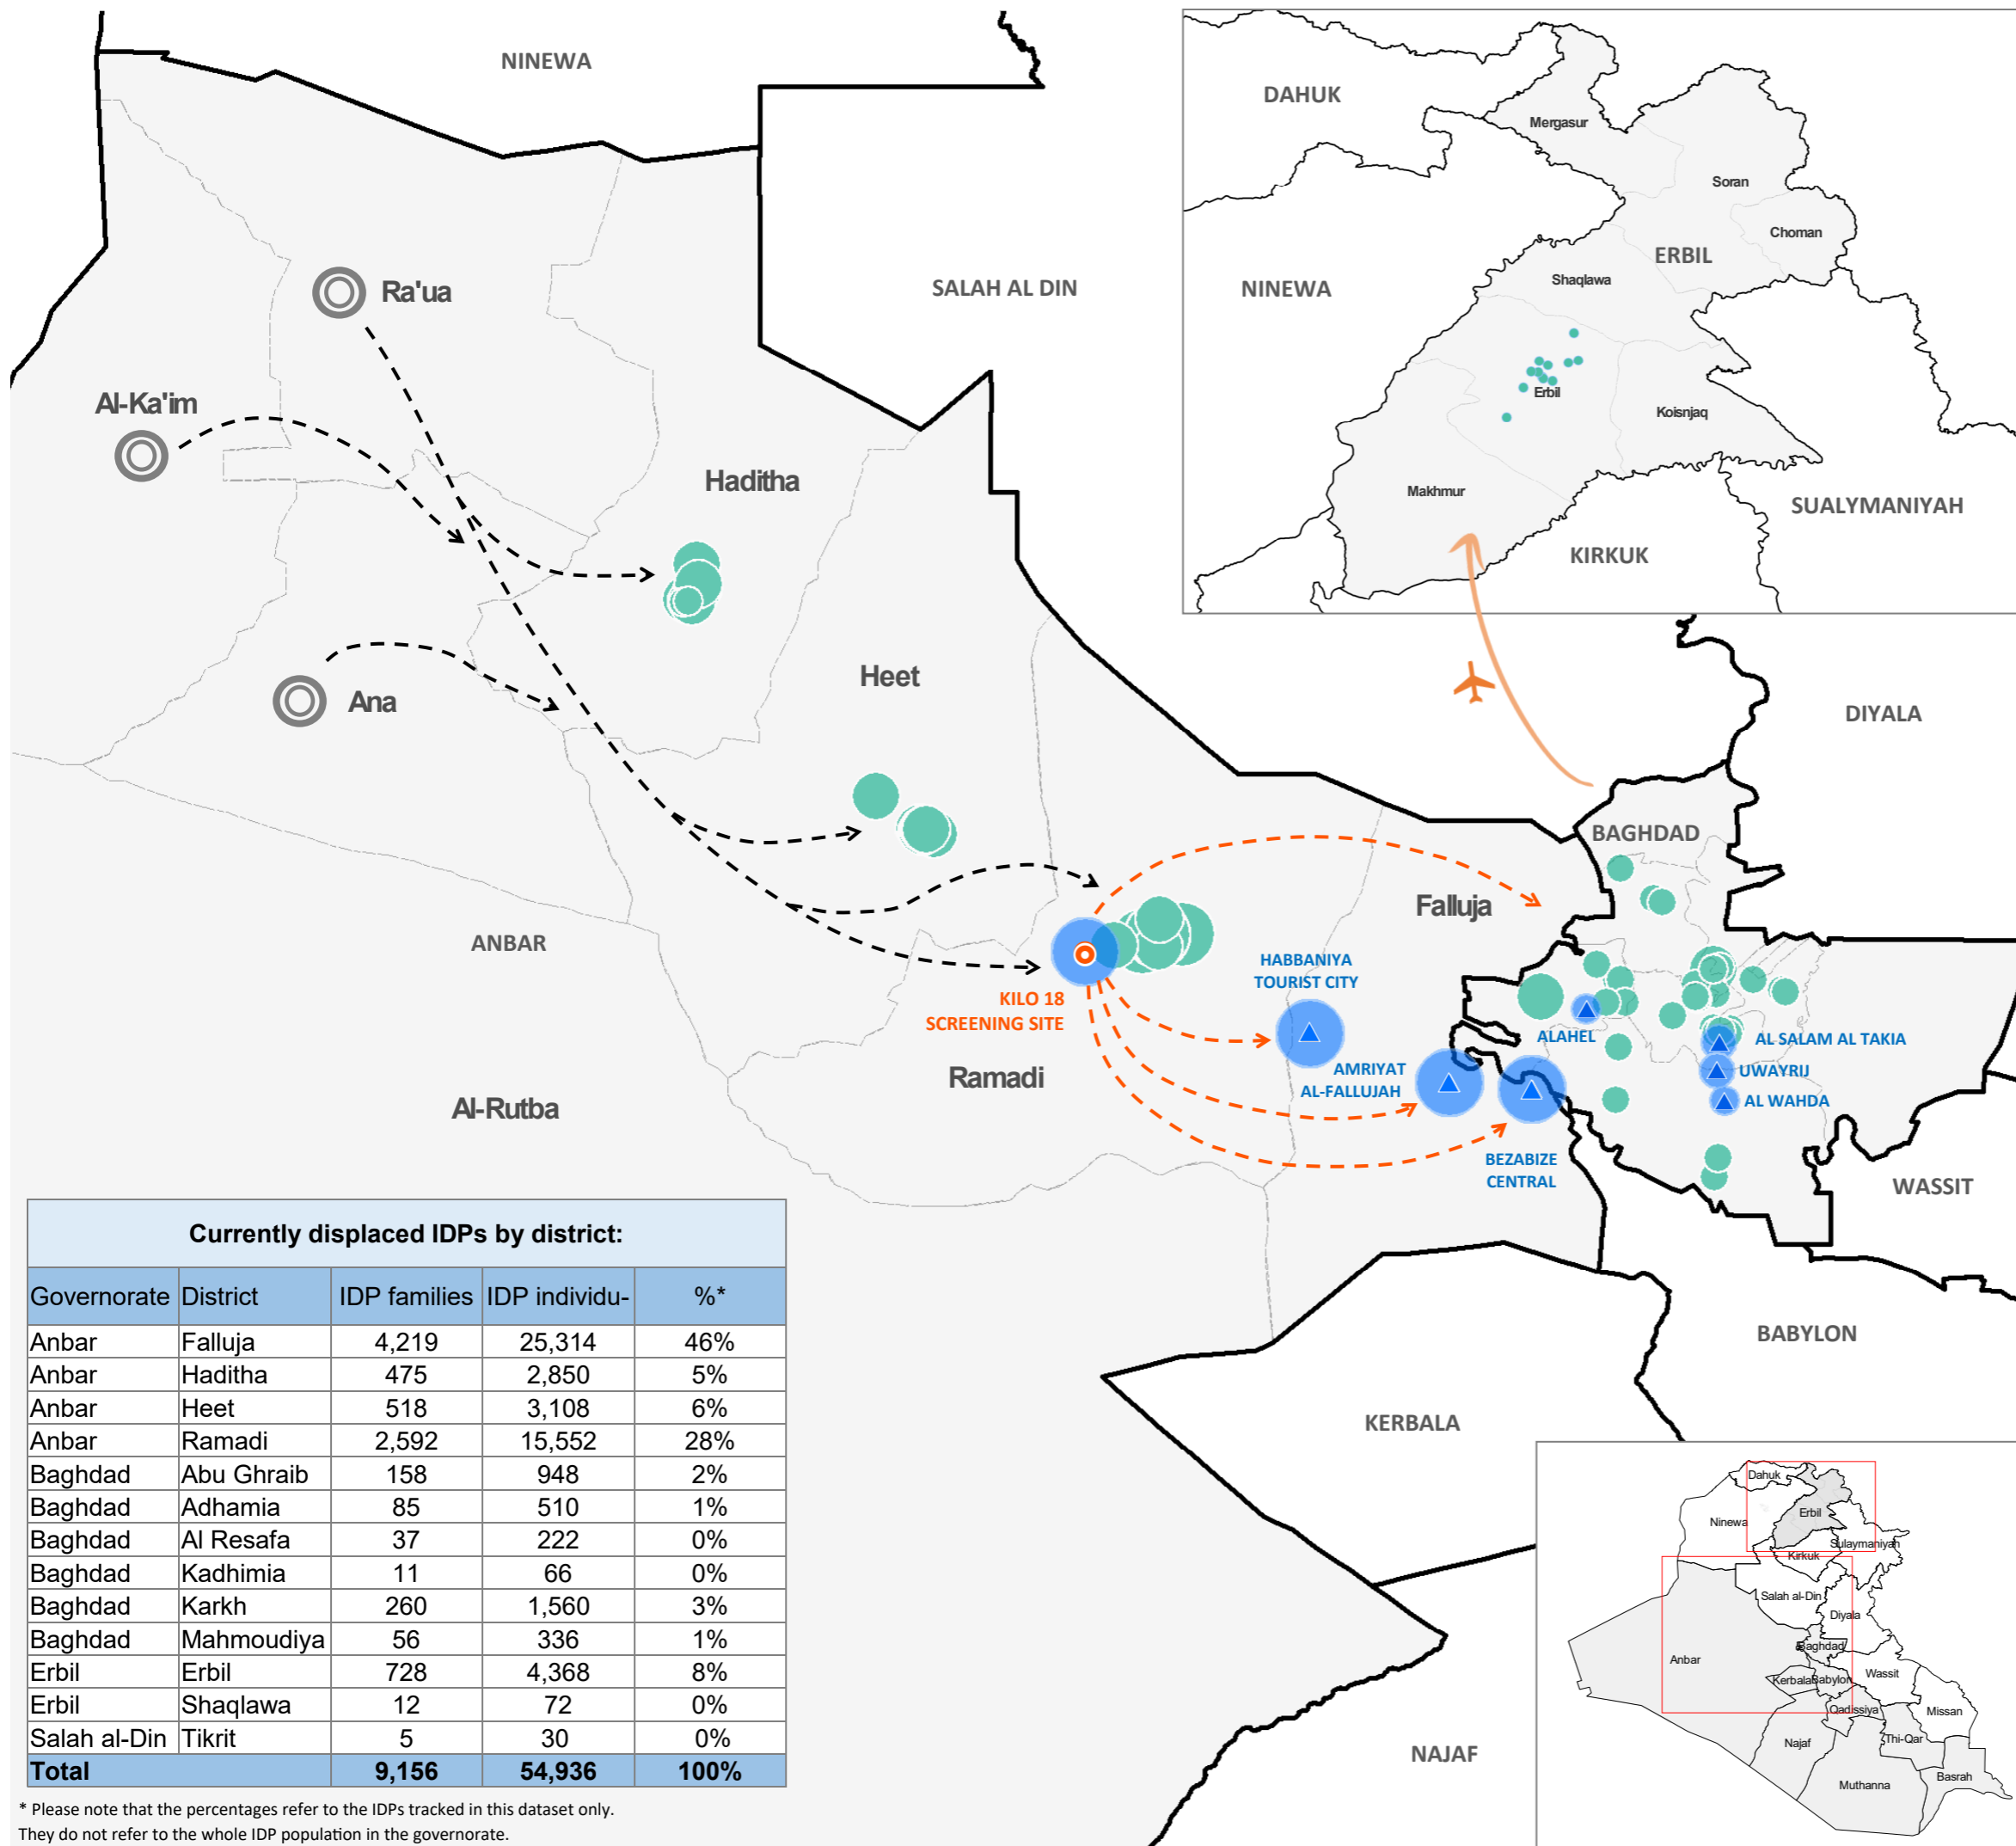 NINEWA
SALAH AL DIN
Ra'ua
Al-Ka'im
Haditha
Ana
Heet
ANBAR
Al-Rutba
Ramadi
Falluja
KILO 18
SCREENING SITE
HABBANIYA
TOURIST CITY
AMRIYAT
AL-FALLUJAH
BEZABIZE
CENTRAL
BAGHDAD
ALAHEL
AL SALAM AL TAKIA
UWAYRIJ
AL WAHDA
DIYALA
WASSIT
BABYLON
KERBALA
NAJAF
DAHUK
Mergasur
Soran
Choman
ERBIL
NINEWA
Shaqlawa
Erbil
Koisnjaq
Makhmur
SUALYMANIYAH
KIRKUK
Currently displaced IDPs by district:
Governorate District IDP families IDP individu- %*
Anbar Falluja 4,219 25,314 46%
Anbar Haditha 475 2,850 5%
Anbar Heet 518 3,108 6%
Anbar Ramadi 2,592 15,552 28%
Baghdad Abu Ghraib 158 948 2%
Baghdad Adhamia 85 510 1%
Baghdad Al Resafa 37 222 0%
Baghdad Kadhimia 11 66 0%
Baghdad Karkh 260 1,560 3%
Baghdad Mahmoudiya 56 336 1%
Erbil Erbil 728 4,368 8%
Erbil Shaqlawa 12 72 0%
Salah al-Din Tikrit 5 30 0%
Total 9,156 54,936 100%
* Please note that the percentages refer to the IDPs tracked in this dataset only.
They do not refer to the whole IDP population in the governorate.
Dahuk
Ninewa
Erbil
Sulaymaniyah
Kirkuk
Salah al-Din
Diyala
Baghdad
Anbar
Wassit
Kerbala
Babylon
Qadissiya
Missan
Najaf
Thi-Qar
Muthanna
Basrah